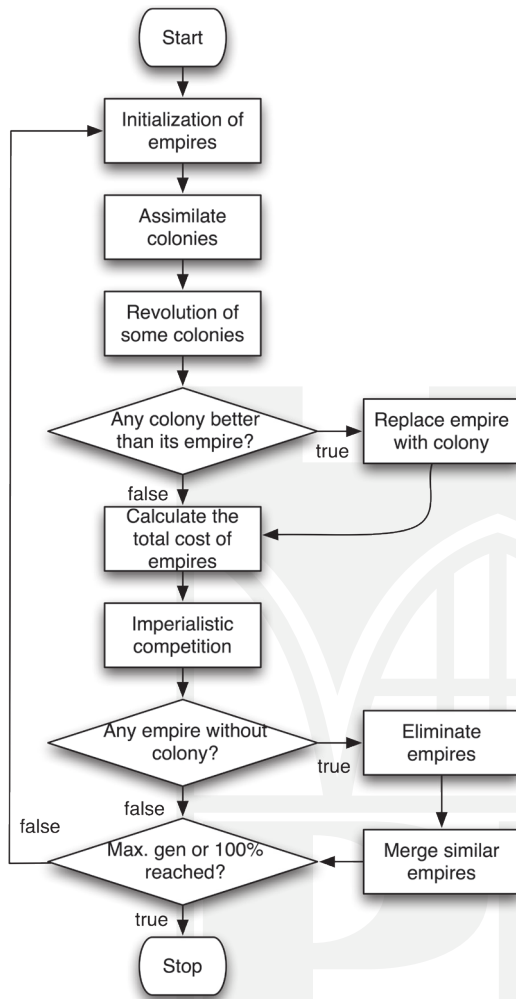 Start
Initialization of
empires
Assimilate
colonies
Revolution of
some colonies
Any colony better
than its empire?
true
Replace empire
with colony
false
Calculate the
total cost of
empires
Imperialistic
competition
Any empire without
colony?
true
Eliminate
empires
false
false
Max. gen or 100%
reached?
Merge similar
empires
true
Stop